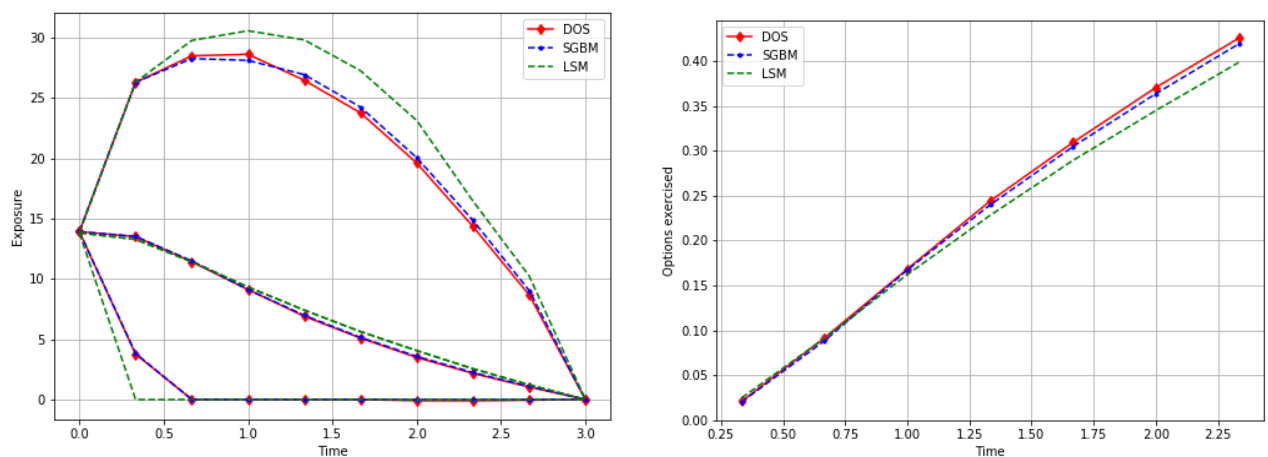 30
25
20
15
10
5
0
Exposure
0.0 0.5 1.0 1.5 2.0 2.5 3.0
Time
DOS
SGBM
LSM
0.40
0.35
0.30
0.25
0.20
0.15
0.10
0.05
0.00
Options exercised
0.25 0.50 0.75 1.00 1.25 1.50 1.75 2.00 2.25
Time
DOS
SGBM
LSM